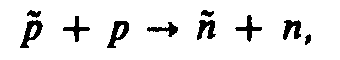 p̃ + p → ñ + n,